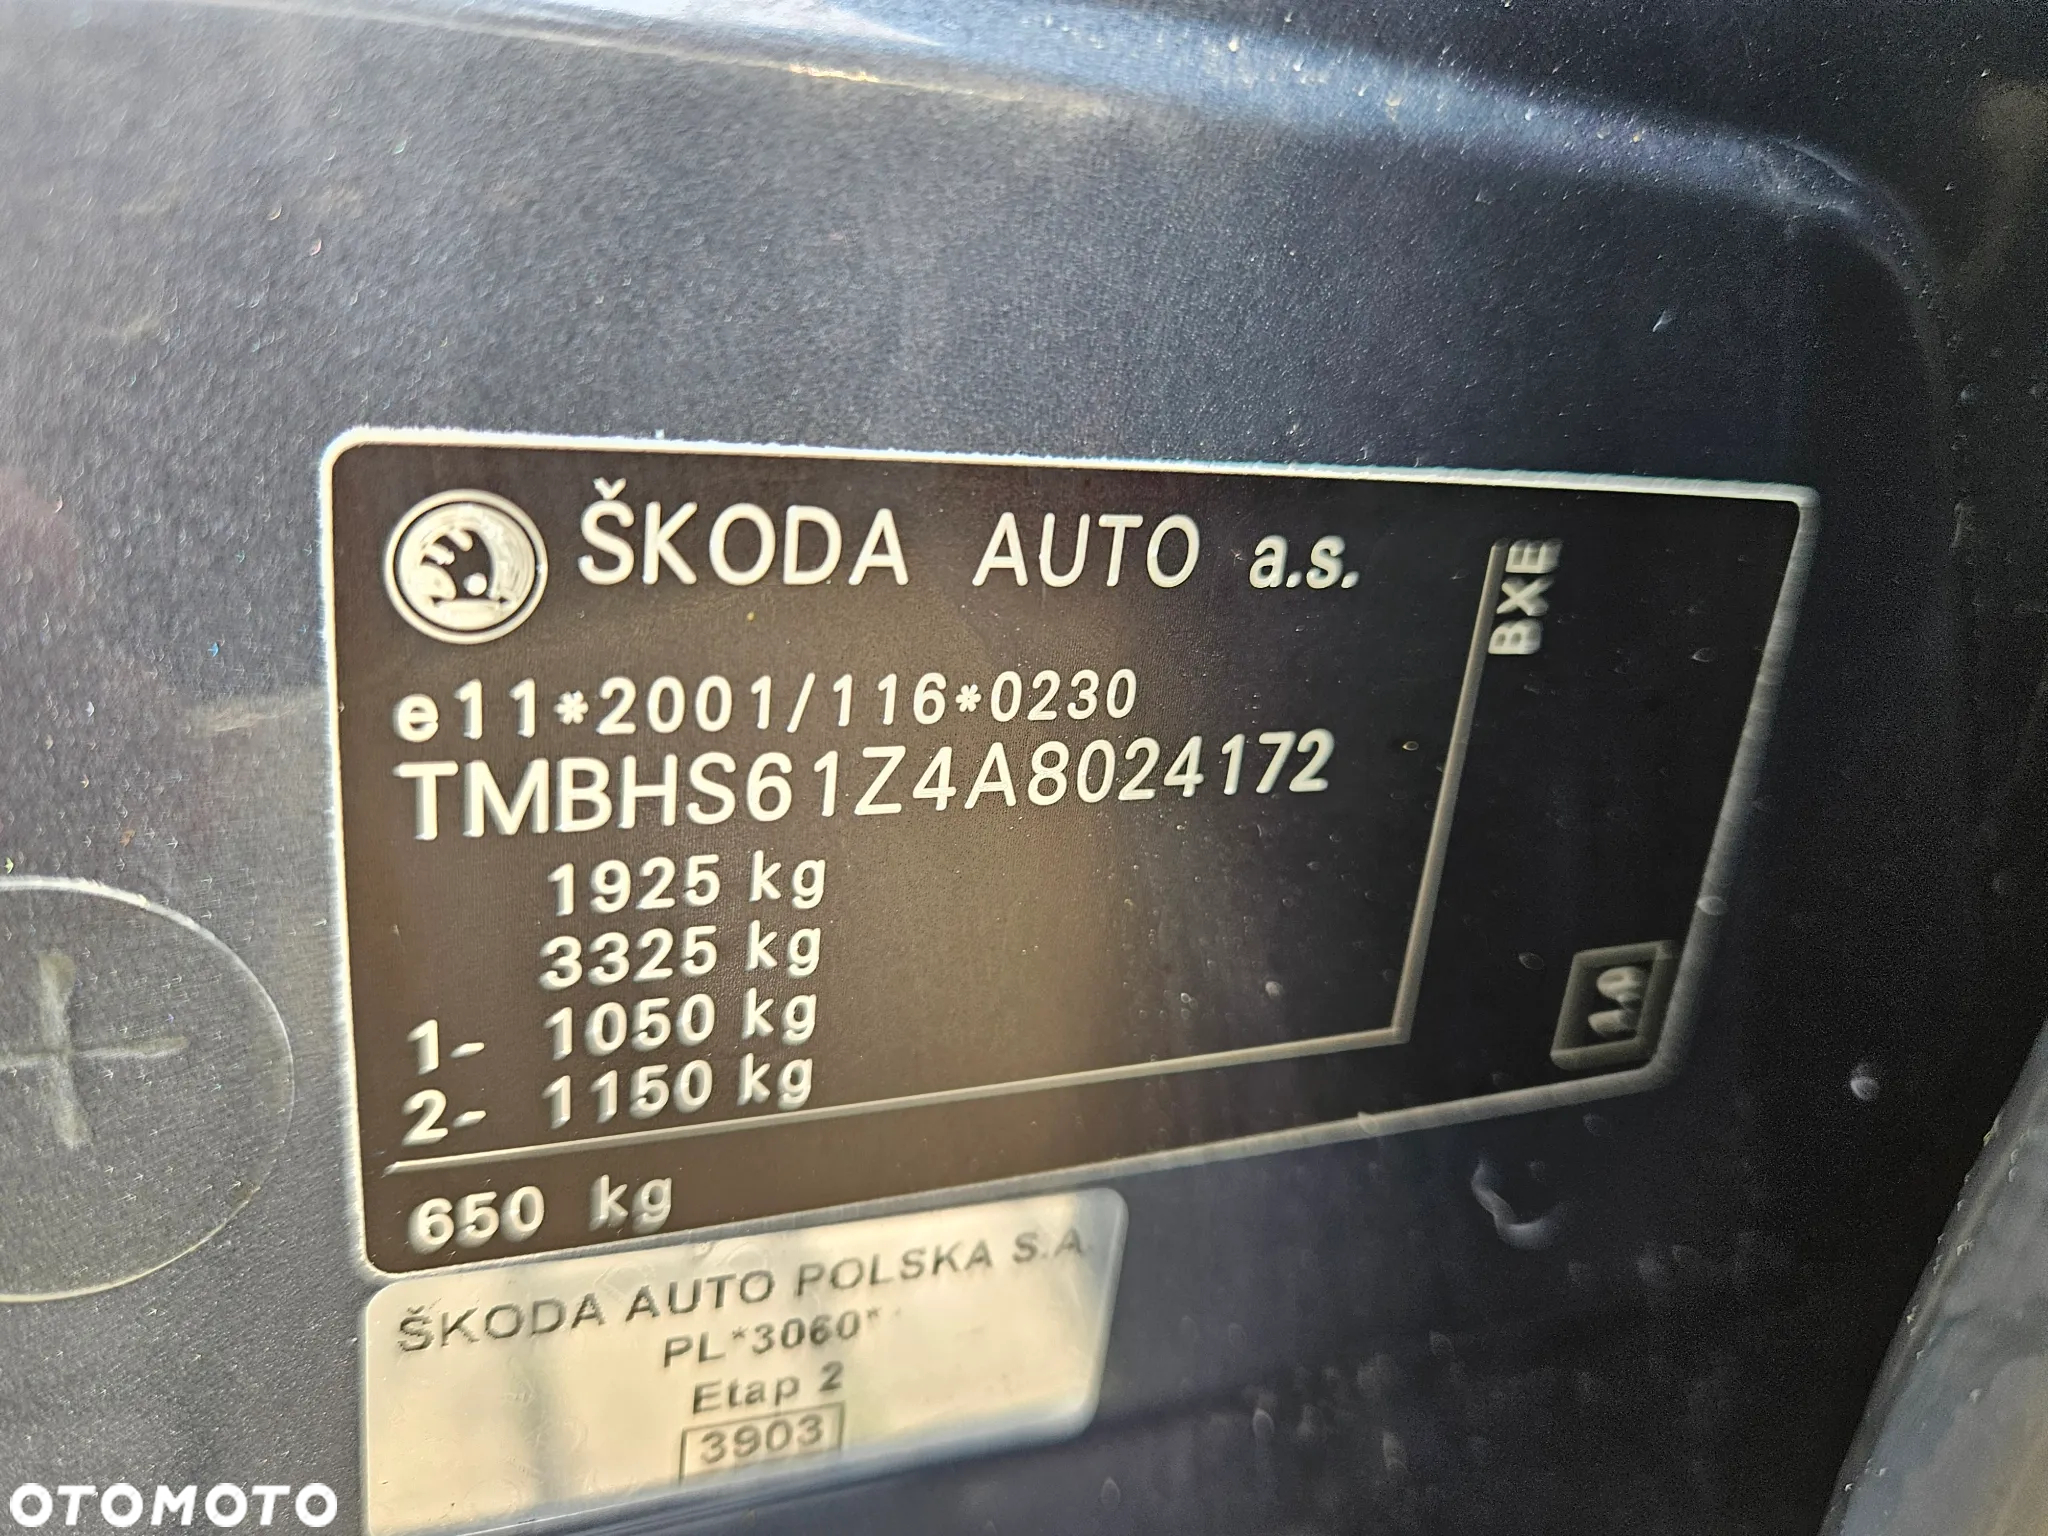 ŠKODA AUTO a.s.
BXE
e11*2001/116*0230
TMBHS61Z4A8024172
1925 kg
3325 kg
1- 1050 kg
2- 1150 kg
650 kg
ŠKODA AUTO POLSKA S.A.
PL*3060*
Etap 2
3903
OTOMOTO